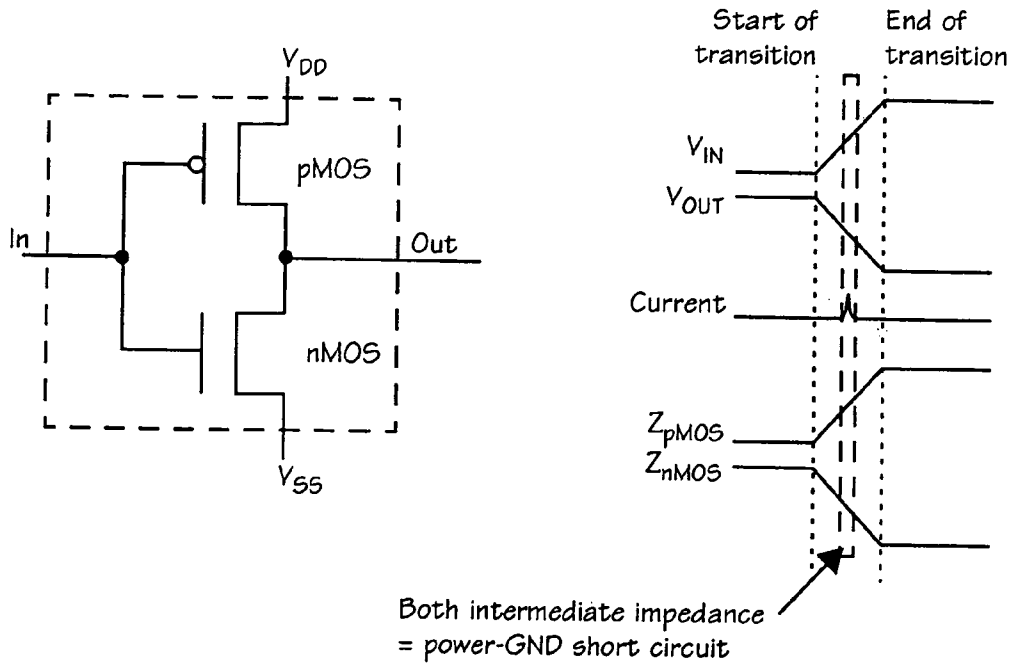 Start of
transition
End of
transition
VDD
pMOS
In
Out
nMOS
VSS
VIN
VOUT
Current
ZpMOS
ZnMOS
Both intermediate impedance
= power-GND short circuit